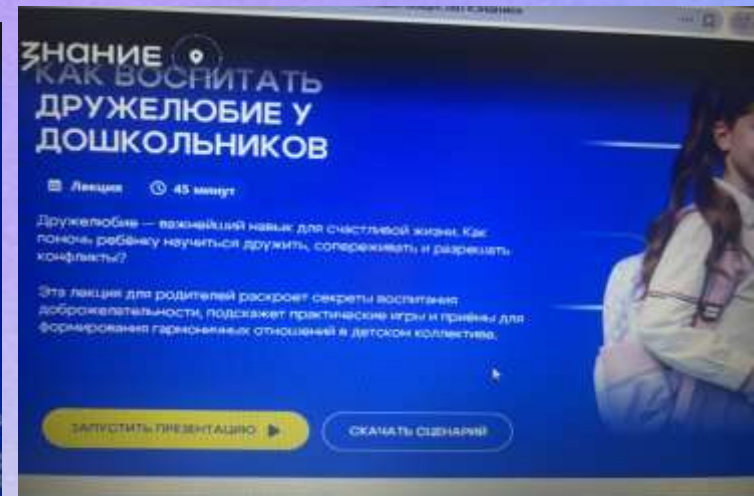 знание
КАК ВОСПИТАТЬ
ДРУЖЕЛЮБИЕ У
ДОШКОЛЬНИКОВ
Лекция 45 минут
Дружелюбие — важнейший навык для счастливой жизни. Как
помочь ребёнку научиться дружить, сопереживать и разрешать
конфликты?
Эта лекция для родителей раскроет секреты воспитания
доброжелательности, подскажет практические игры и приёмы для
формирования гармоничных отношений в детском коллективе.
ЗАПУСТИТЬ ПРЕЗЕНТАЦИЮ
СКАЧАТЬ СЦЕНАРИЙ